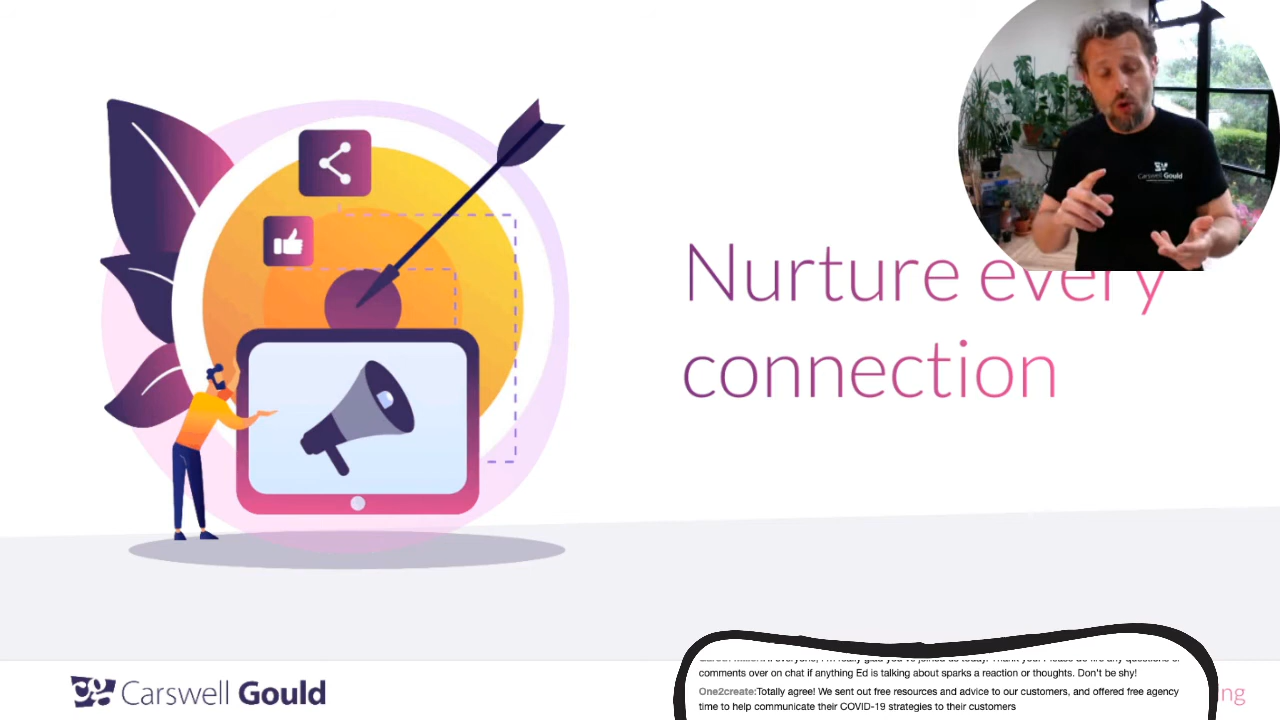 Carswell Gould
Nurture every
connection
comments over on chat if anything Ed is talking about sparks a reaction or thoughts. Don't be shy!
One2create:Totally agree! We sent out free resources and advice to our customers, and offered free agency
time to help communicate their COVID-19 strategies to their customers
Carswell Gould
ng